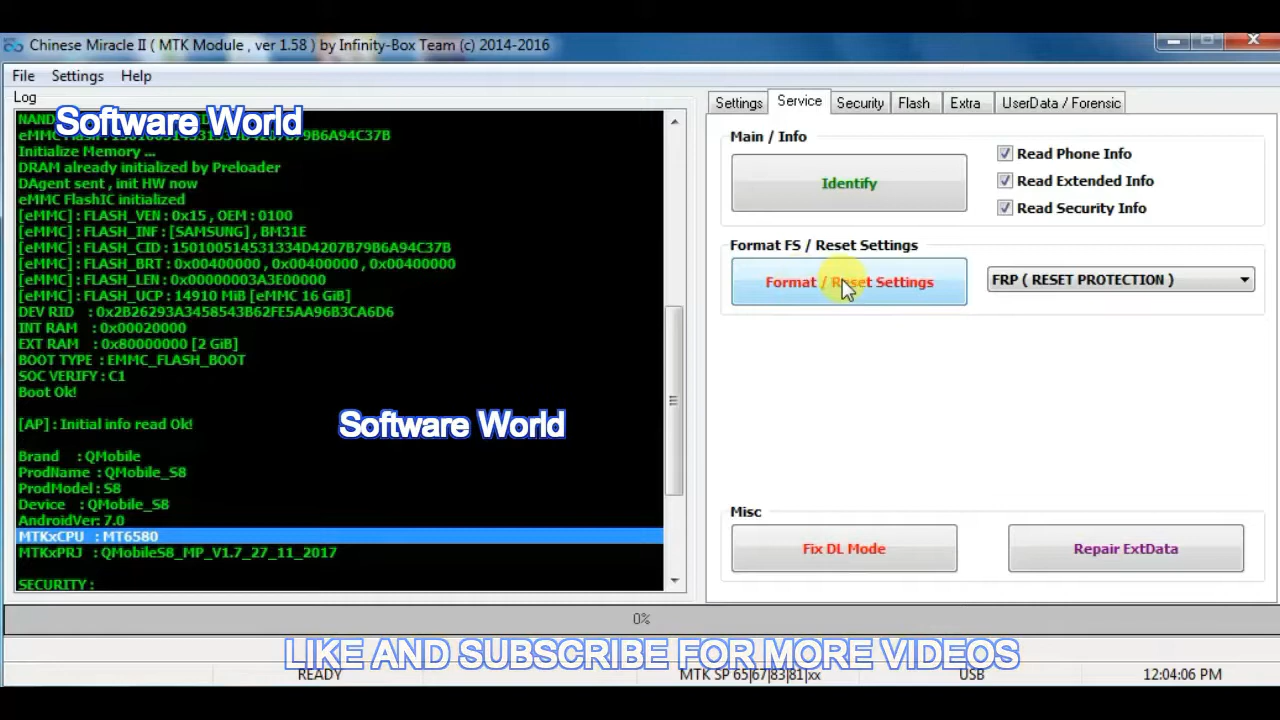 Chinese Miracle II ( MTK Module , ver 1.58 ) by Infinity-Box Team (c) 2014-2016
File Settings Help
Log
Software World
Initialize Memory ...
DRAM already initialized by Preloader
DAgent sent , init HW now
eMMC FlashIC initialized
[eMMC] : FLASH_VEN : 0x15 , OEM : 0100
[eMMC] : FLASH_INF : [SAMSUNG] , BM31E
[eMMC] : FLASH_CID : 150100514531334D4207B79B6A94C37B
[eMMC] : FLASH_BRT : 0x00400000 , 0x00400000 , 0x00400000
[eMMC] : FLASH_LEN : 0x00000003A3E00000
[eMMC] : FLASH_UCP : 14910 MiB [eMMC 16 GiB]
DEV RID : 0x2B26293A3458543B62FE5AA96B3CA6D6
INT RAM : 0x00020000
EXT RAM : 0x80000000 [2 GiB]
BOOT TYPE : EMMC_FLASH_BOOT
SOC VERIFY : C1
Boot Ok!
[AP] : Initial info read Ok!
Software World
Brand : QMobile
ProdName : QMobile_S8
ProdModel : S8
Device : QMobile_S8
AndroidVer: 7.0
MTKxCPU : MT6580
MTKxPRJ : QMobileS8_MP_V1.7_27_11_2017
SECURITY :
Settings Service Security Flash Extra UserData / Forensic
Main / Info
Identify
Read Phone Info
Read Extended Info
Read Security Info
Format FS / Reset Settings
Format / Reset Settings
FRP ( RESET PROTECTION )
Misc
Fix DL Mode
Repair ExtData
0%
LIKE AND SUBSCRIBE FOR MORE VIDEOS
READY MTK SP 65|67|83|81|xx USB 12:04:06 PM